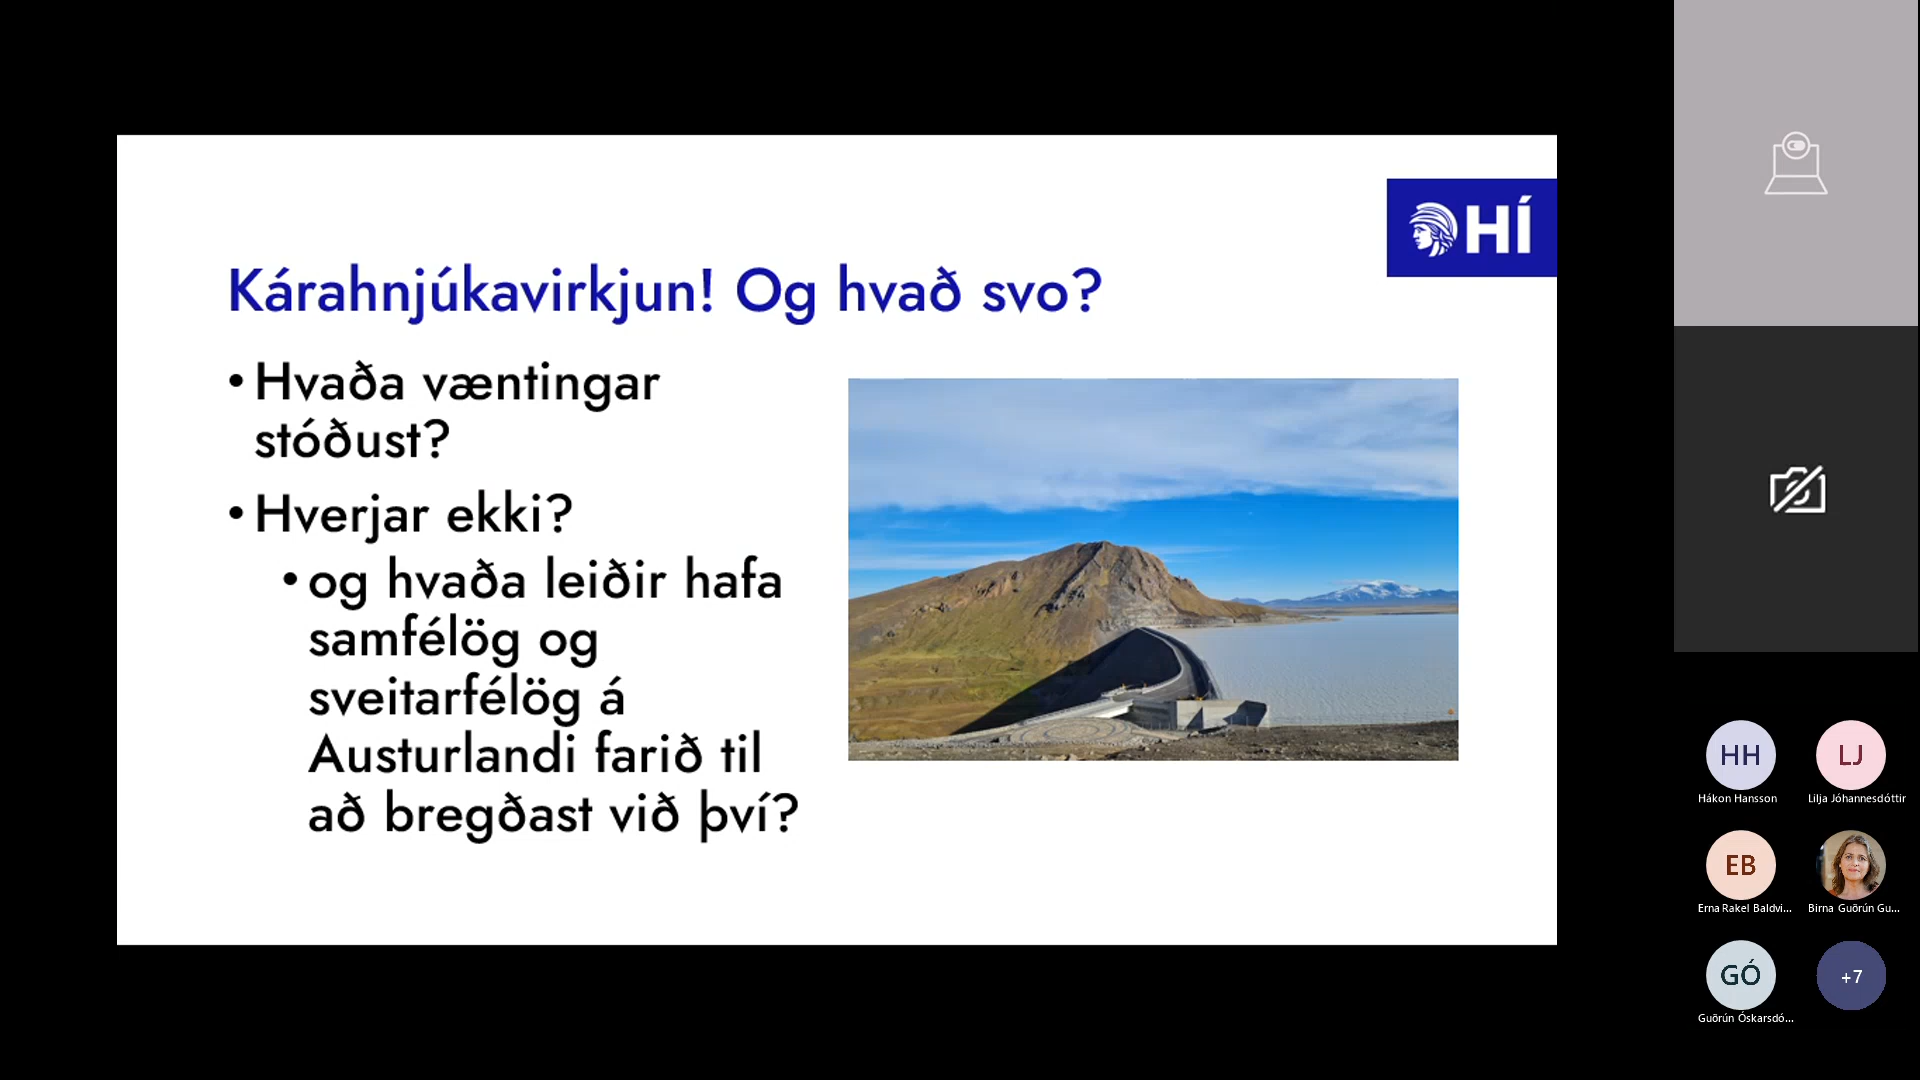 HÍ
Kárahnjúkavirkjun! Og hvað svo?
• Hvaða væntingar
stóðust?
• Hverjar ekki?
• og hvaða leiðir hafa
samfélög og
sveitarfélög á
Austurlandi farið til
að bregðast við því?
HH
Hákon Hansson
LJ
Lilja Jóhannesdóttir
EB
Erna Rakel Baldvi...
Birna Guðrún Gu...
GÓ
Guðrún Óskarsdó...
+7